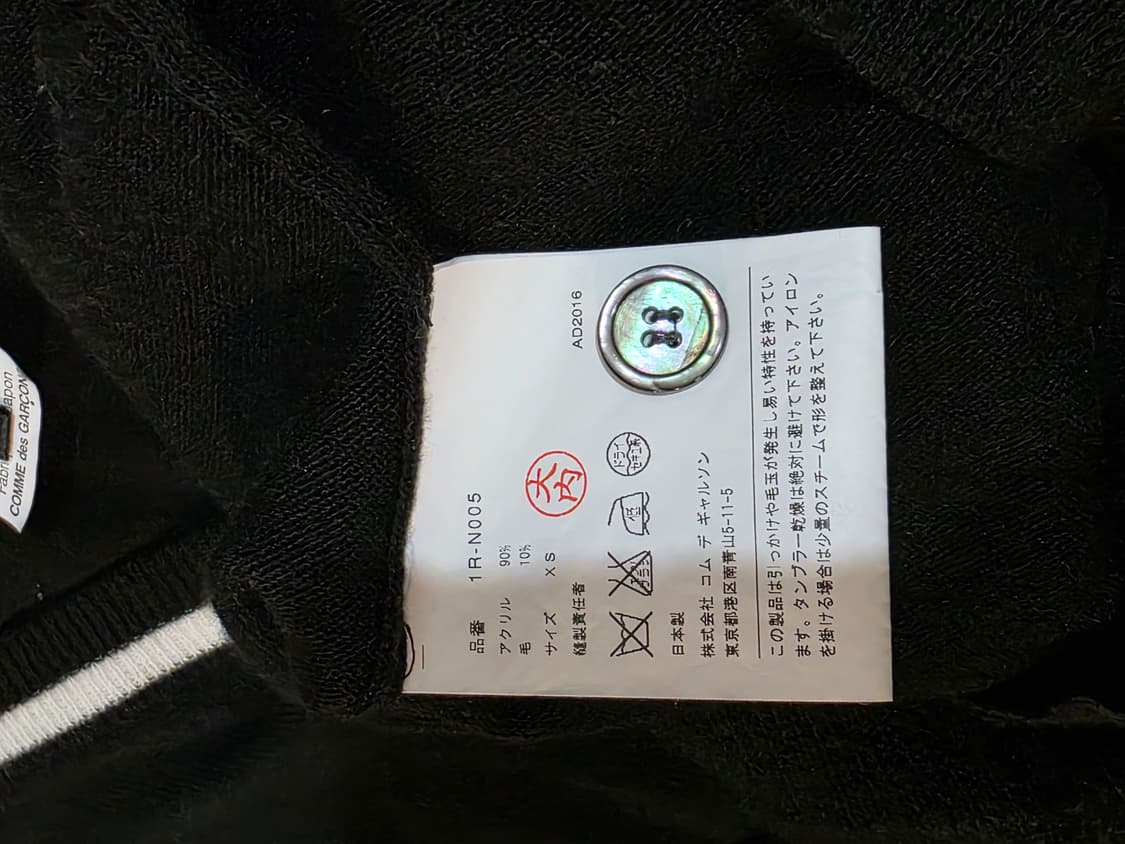 品番 1R-N005
アクリル 90%
毛 10%
サイズ XS
縫製責任者 大内
AD2016
低
ドライ
セキユ系
日本製
株式会社 コム デ ギャルソン
東京都港区南青山5-11-5
この製品は引っかけや毛玉が発生し易い特性を持ってい
ます。タンブラー乾燥は絶対に避けて下さい。アイロン
を掛ける場合は少量のスチームで形を整えて下さい。
COMME des GARÇON